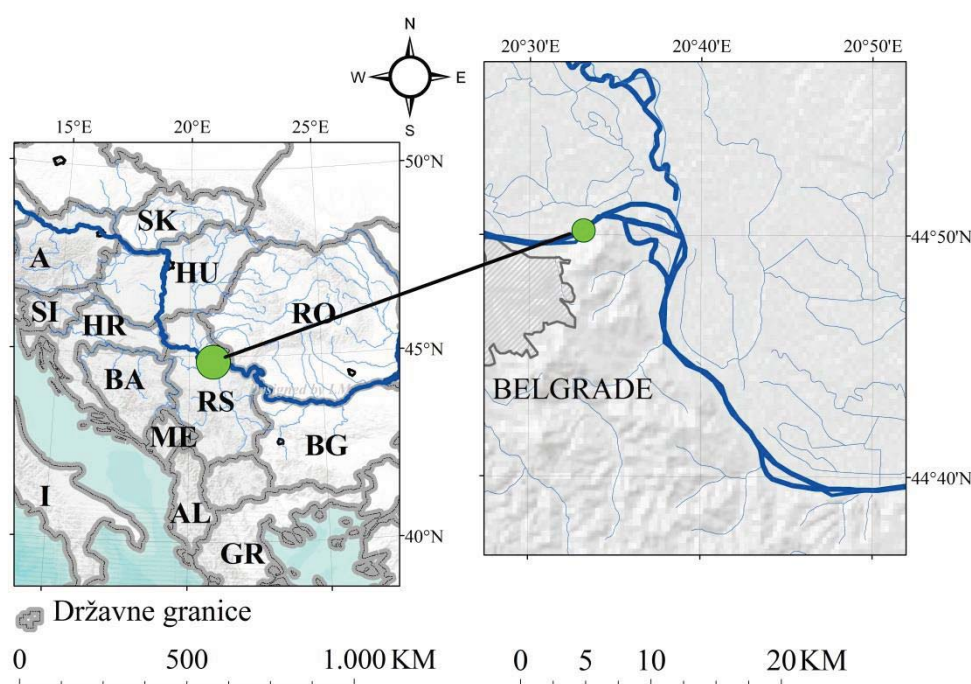 N
W E
S
15°E 20°E 25°E
50°N
45°N
40°N
SK
A
HU
SI
HR
RO
BA
RS
ME
BG
I
AL
GR
Državne granice
0 500 1.000 KM
20°30'E 20°40'E 20°50'E
44°50'N
BELGRADE
44°40'N
0 5 10 20 KM